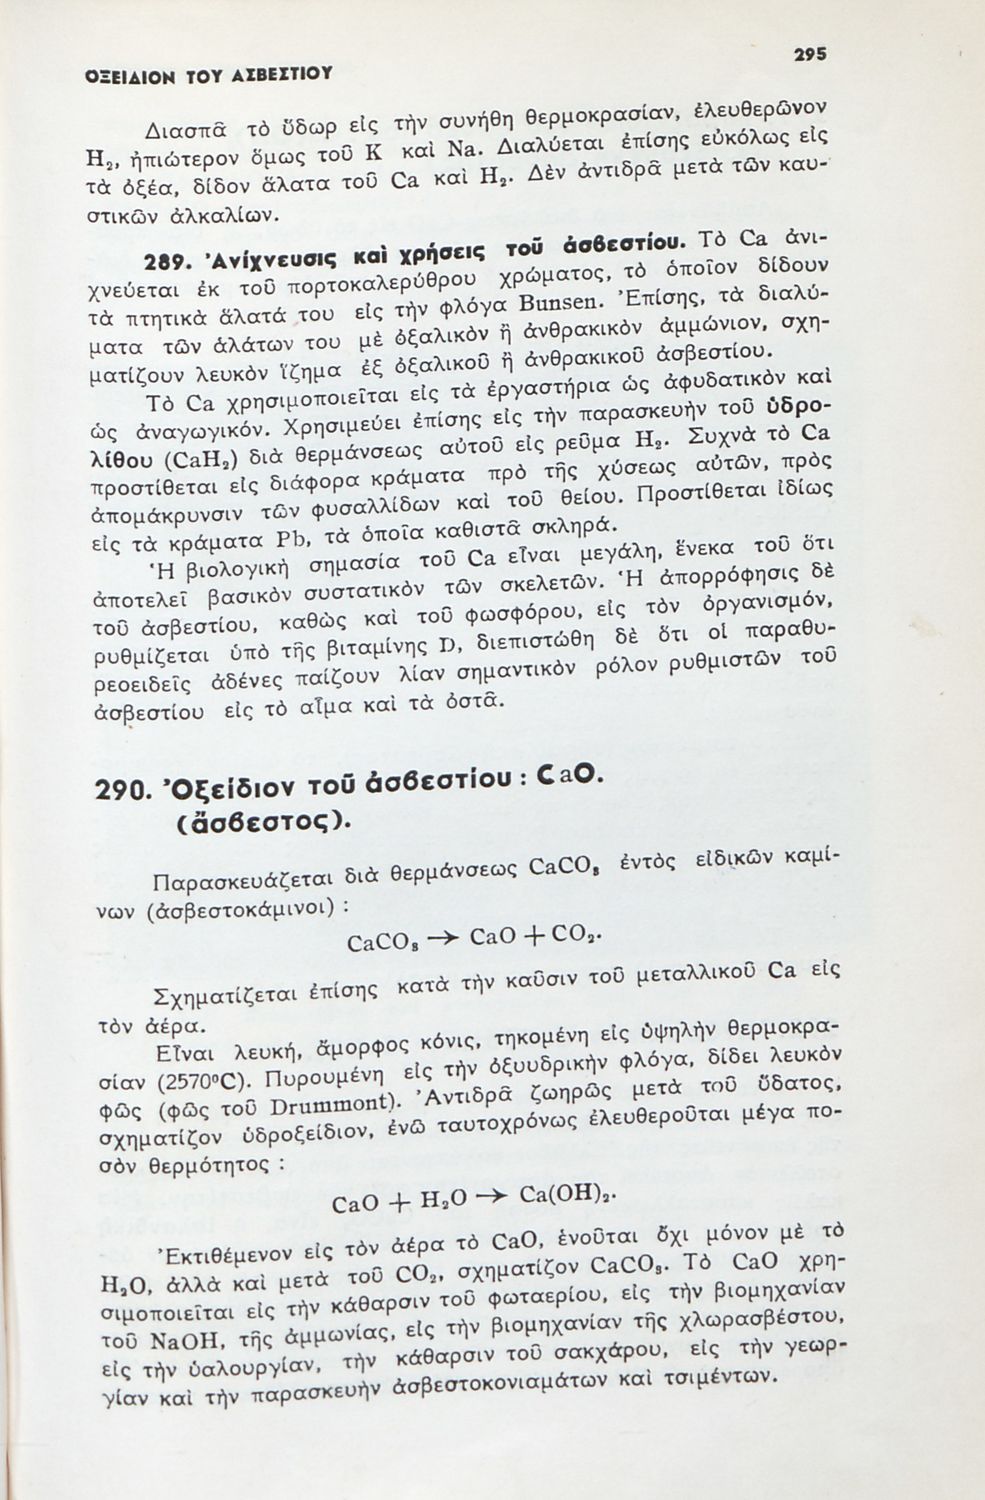 295
ΟΞΕΙΔΙΟΝ ΤΟΥ ΑΣΒΕΣΤΙΟΥ
Διασπᾶ τὸ ὕδωρ εἰς τὴν συνήθη θερμοκρασίαν, ἐλευθερῶνον
H₂, ἠπιώτερον ὅμως τοῦ K καὶ Na. Διαλύεται ἐπίσης εὐκόλως εἰς
τὰ ὀξέα, δίδον ἅλατα τοῦ Ca καὶ H₂. Δὲν ἀντιδρᾶ μετὰ τῶν καυ-
στικῶν ἀλκαλίων.
289. Ἀνίχνευσις καὶ χρήσεις τοῦ ἀσβεστίου. Τὸ Ca ἀνι-
χνεύεται ἐκ τοῦ πορτοκαλερύθρου χρώματος, τὸ ὁποῖον δίδουν
τὰ πτητικὰ ἅλατά του εἰς τὴν φλόγα Bunsen. Ἐπίσης, τὰ διαλύ-
ματα τῶν ἁλάτων του μὲ ὀξαλικὸν ἢ ἀνθρακικὸν ἀμμώνιον, σχη-
ματίζουν λευκὸν ἵζημα ἐξ ὀξαλικοῦ ἢ ἀνθρακικοῦ ἀσβεστίου.
Τὸ Ca χρησιμοποιεῖται εἰς τὰ ἐργαστήρια ὡς ἀφυδατικὸν καὶ
ὡς ἀναγωγικόν. Χρησιμεύει ἐπίσης εἰς τὴν παρασκευὴν τοῦ ὑδρο-
λίθου (CaH₂) διὰ θερμάνσεως αὐτοῦ εἰς ρεῦμα H₂. Συχνὰ τὸ Ca
προστίθεται εἰς διάφορα κράματα πρὸ τῆς χύσεως αὐτῶν, πρὸς
ἀπομάκρυνσιν τῶν φυσαλλίδων καὶ τοῦ θείου. Προστίθεται ἰδίως
εἰς τὰ κράματα Pb, τὰ ὁποῖα καθιστᾶ σκληρά.
Ἡ βιολογικὴ σημασία τοῦ Ca εἶναι μεγάλη, ἕνεκα τοῦ ὅτι
ἀποτελεῖ βασικὸν συστατικὸν τῶν σκελετῶν. Ἡ ἀπορρόφησις δὲ
τοῦ ἀσβεστίου, καθὼς καὶ τοῦ φωσφόρου, εἰς τὸν ὀργανισμόν,
ρυθμίζεται ὑπὸ τῆς βιταμίνης D, διεπιστώθη δὲ ὅτι οἱ παραθυ-
ρεοειδεῖς ἀδένες παίζουν λίαν σημαντικὸν ρόλον ρυθμιστῶν τοῦ
ἀσβεστίου εἰς τὸ αἷμα καὶ τὰ ὀστᾶ.
290. Ὀξείδιον τοῦ ἀσβεστίου : CaO.
(ἄσβεστος).
Παρασκευάζεται διὰ θερμάνσεως CaCO₃ ἐντὸς εἰδικῶν καμί-
νων (ἀσβεστοκάμινοι) :
CaCO₃ → CaO + CO₂.
Σχηματίζεται ἐπίσης κατὰ τὴν καῦσιν τοῦ μεταλλικοῦ Ca εἰς
τὸν ἀέρα.
Εἶναι λευκή, ἄμορφος κόνις, τηκομένη εἰς ὑψηλὴν θερμοκρα-
σίαν (2570⁰C). Πυρουμένη εἰς τὴν ὀξυυδρικὴν φλόγα, δίδει λευκὸν
φῶς (φῶς τοῦ Drummont). Ἀντιδρᾶ ζωηρῶς μετὰ τοῦ ὕδατος,
σχηματίζον ὑδροξείδιον, ἐνῶ ταυτοχρόνως ἐλευθεροῦται μέγα πο-
σὸν θερμότητος :
CaO + H₂O → Ca(OH)₂.
Ἐκτιθέμενον εἰς τὸν ἀέρα τὸ CaO, ἑνοῦται ὄχι μόνον μὲ τὸ
H₂O, ἀλλὰ καὶ μετὰ τοῦ CO₂, σχηματίζον CaCO₃. Τὸ CaO χρη-
σιμοποιεῖται εἰς τὴν κάθαρσιν τοῦ φωταερίου, εἰς τὴν βιομηχανίαν
τοῦ NaOH, τῆς ἀμμωνίας, εἰς τὴν βιομηχανίαν τῆς χλωρασβέστου,
εἰς τὴν ὑαλουργίαν, τὴν κάθαρσιν τοῦ σακχάρου, εἰς τὴν γεωρ-
γίαν καὶ τὴν παρασκευὴν ἀσβεστοκονιαμάτων καὶ τσιμέντων.